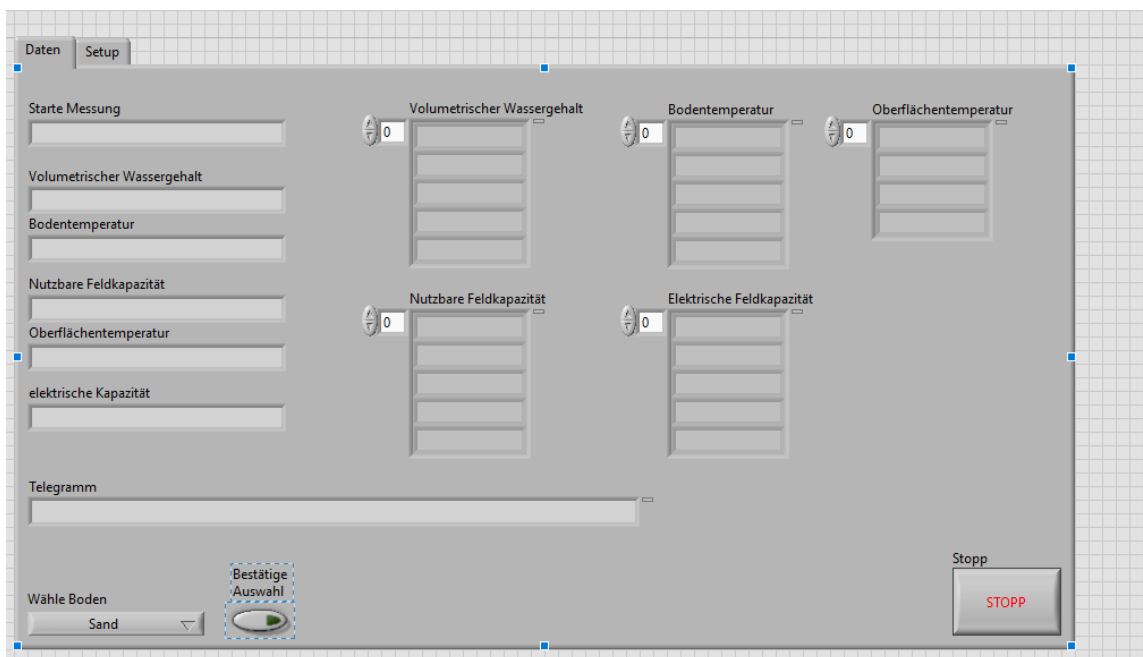 Daten
Setup
Starte Messung
Volumetrischer Wassergehalt
Bodentemperatur
Nutzbare Feldkapazität
Oberflächentemperatur
elektrische Kapazität
Volumetrischer Wassergehalt
0
Bodentemperatur
0
Oberflächentemperatur
0
Nutzbare Feldkapazität
0
Elektrische Feldkapazität
0
Telegramm
Wähle Boden
Sand
Bestätige
Auswahl
Stopp
STOPP